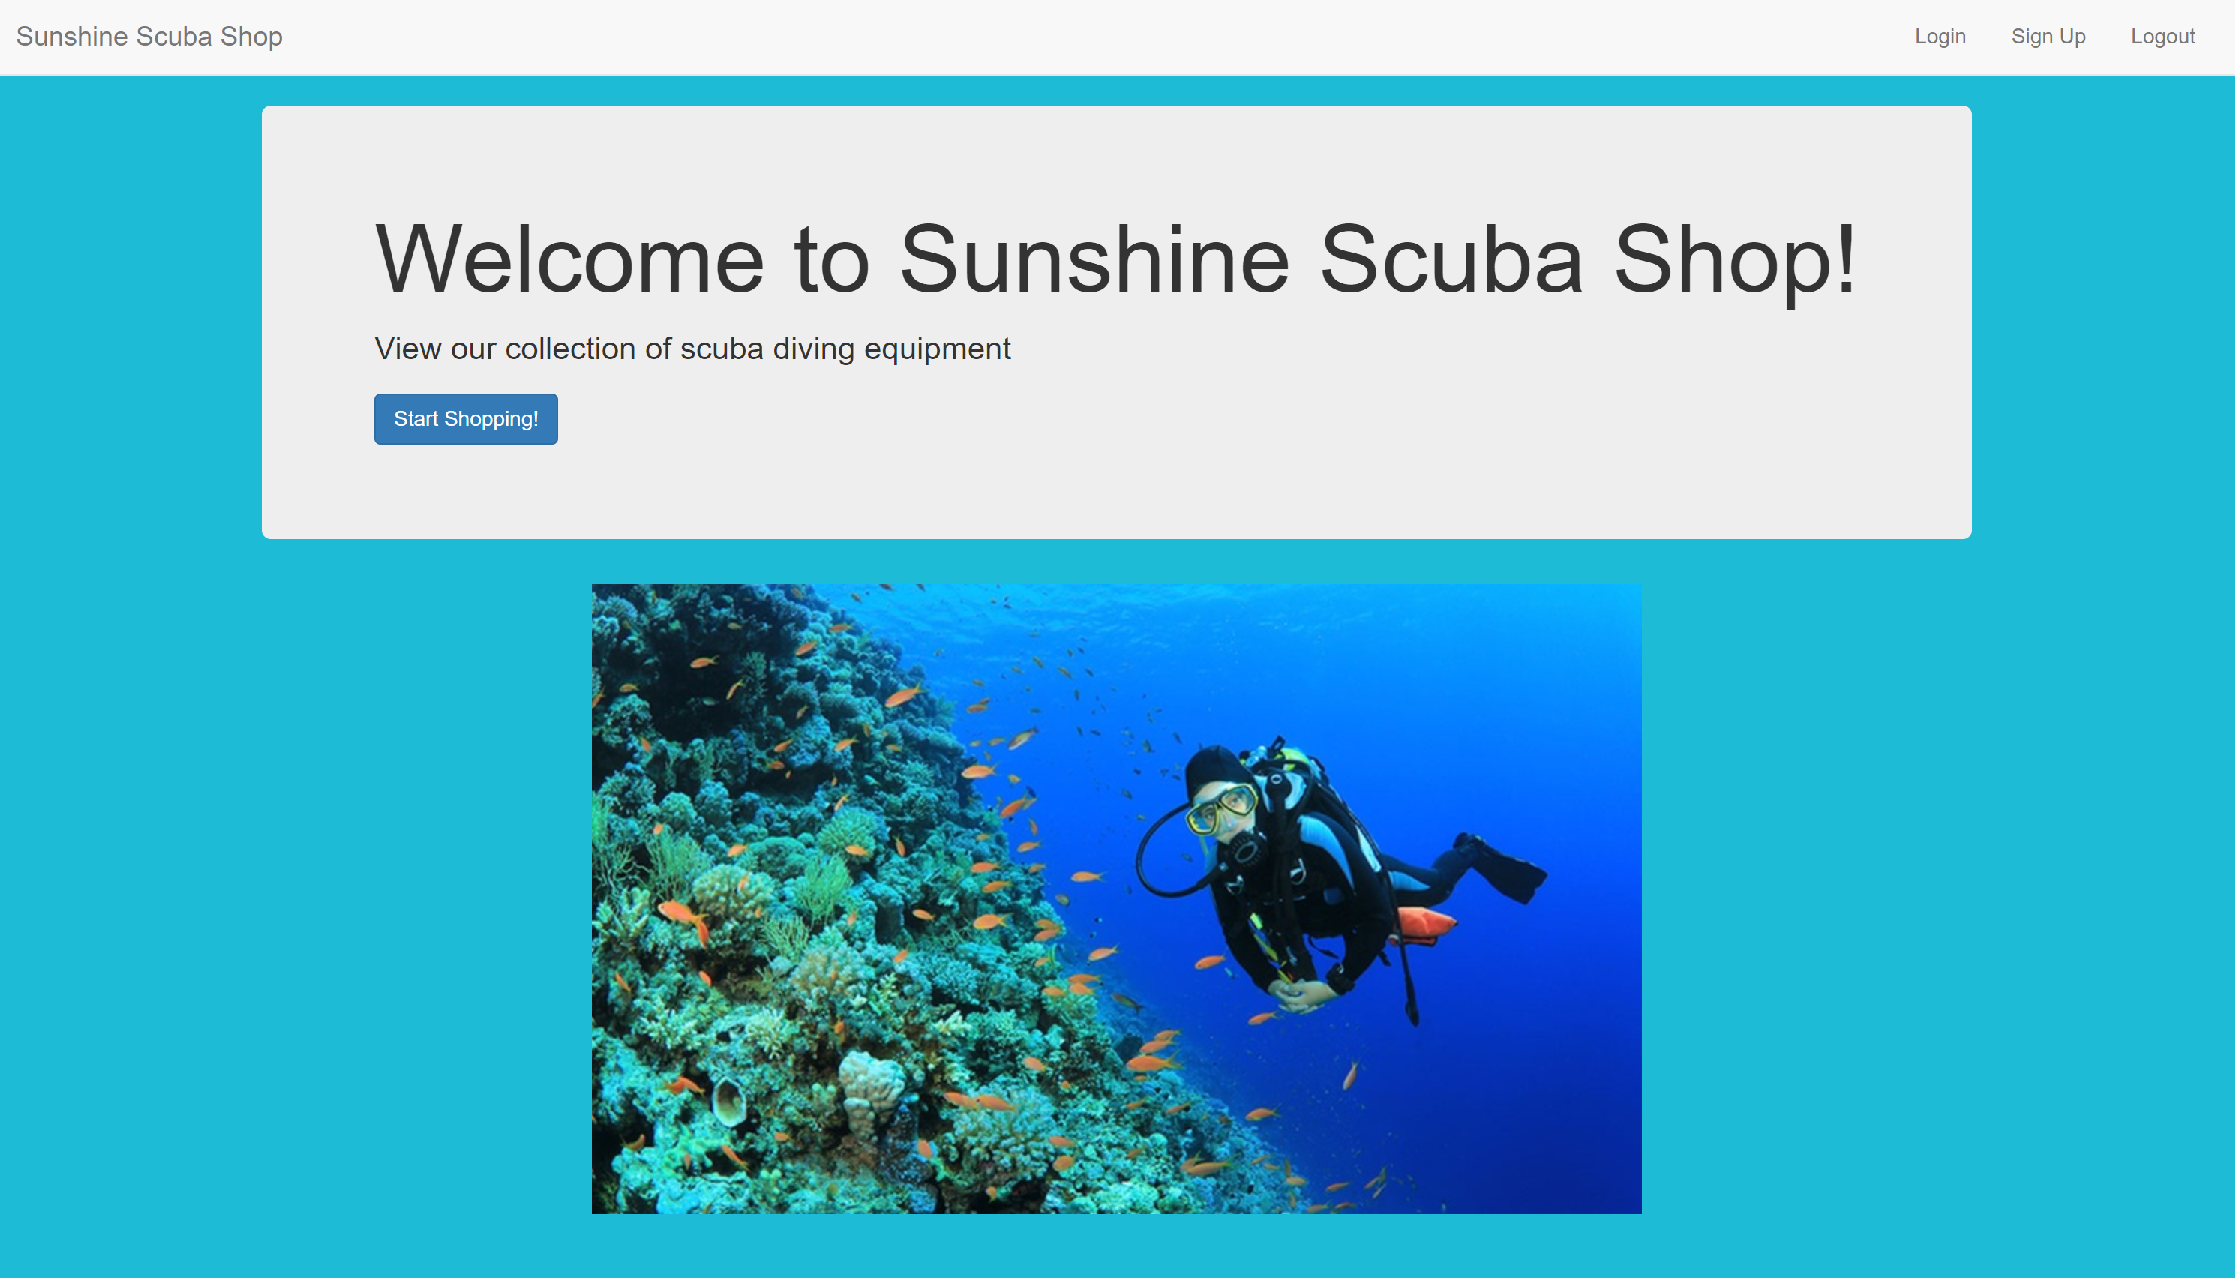 Sunshine Scuba Shop
Login
Sign Up
Logout
Welcome to Sunshine Scuba Shop!
View our collection of scuba diving equipment
Start Shopping!